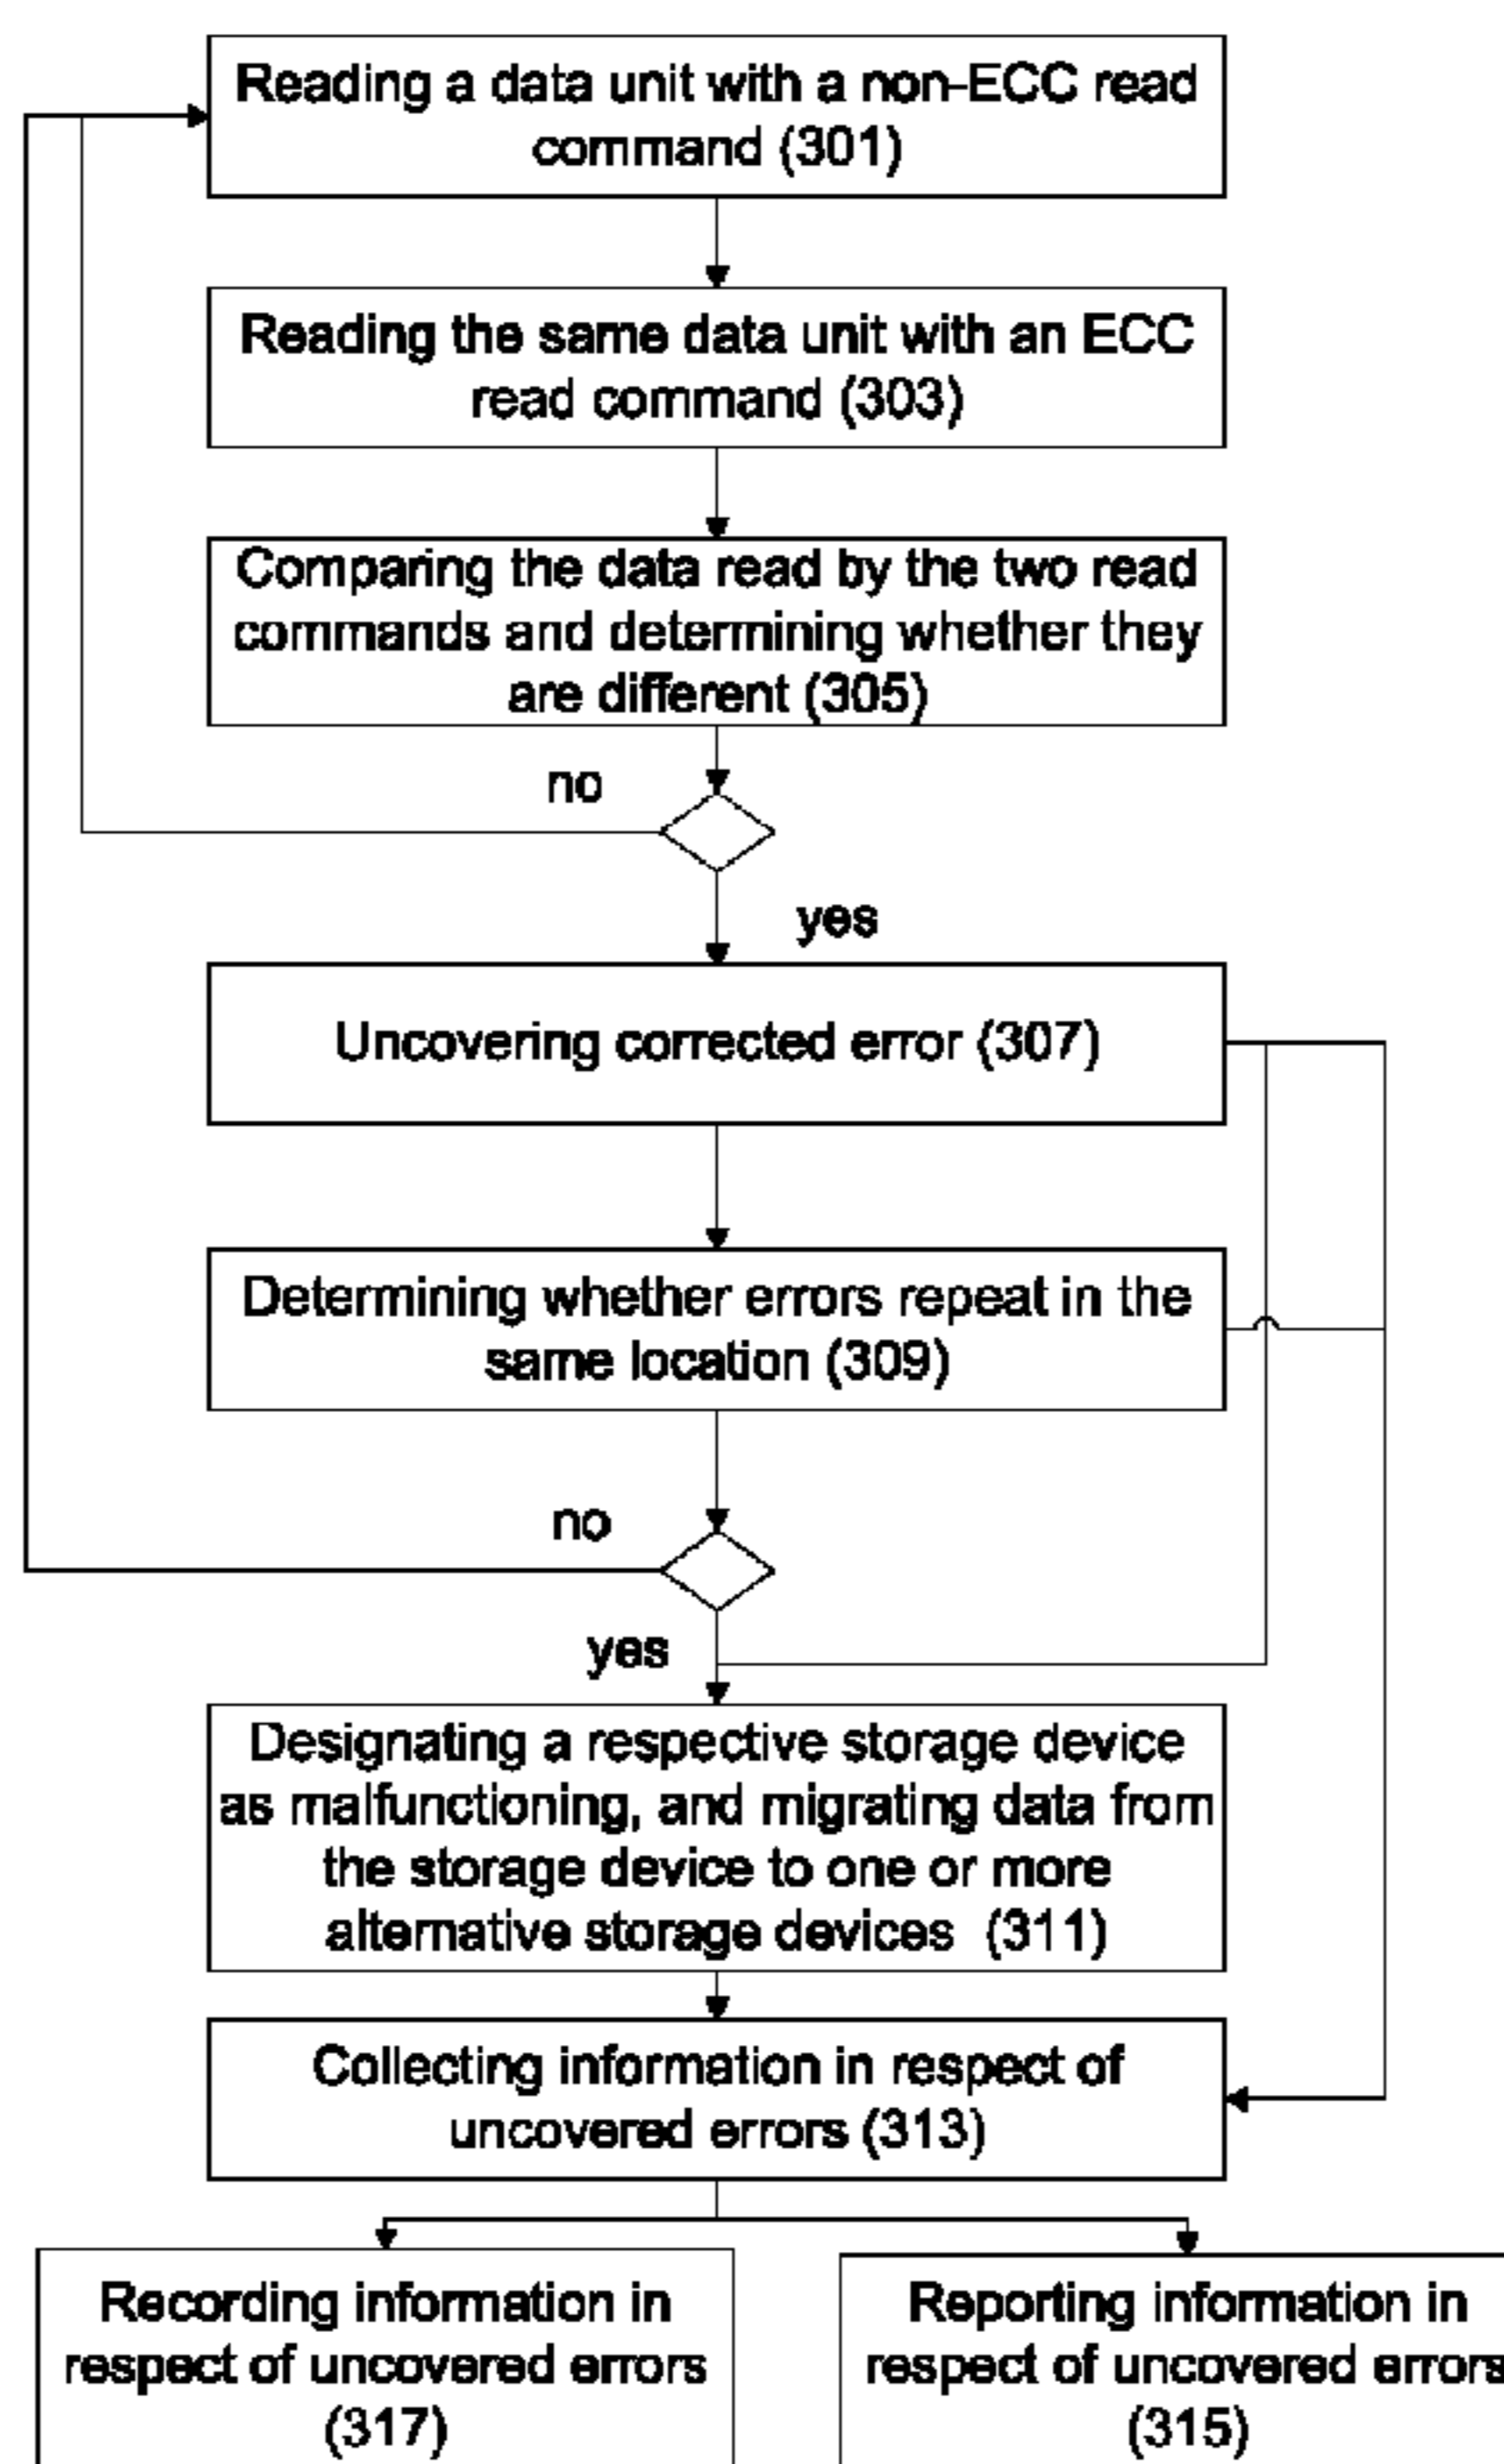 Reading a data unit with a non-ECC read
command (301)
Reading the same data unit with an ECC
read command (303)
Comparing the data read by the two read
commands and determining whether they
are different (305)
no
yes
Uncovering corrected error (307)
Determining whether errors repeat in the
same location (309)
no
yes
Designating a respective storage device
as malfunctioning, and migrating data from
the storage device to one or more
alternative storage devices (311)
Collecting information in respect of
uncovered errors (313)
Recording information in
respect of uncovered errors
(317)
Reporting information in
respect of uncovered errors
(315)